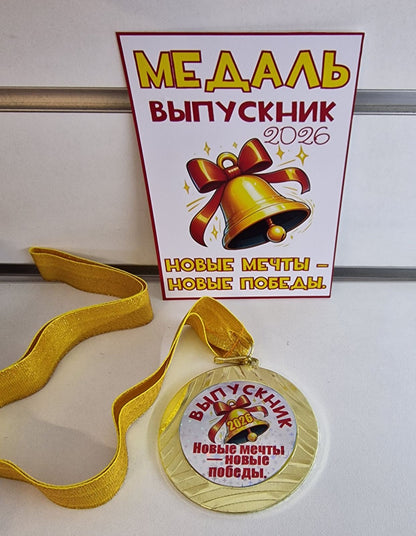 МЕДАЛЬ
ВЫПУСКНИК
2026
НОВЫЕ МЕЧТЫ –
НОВЫЕ ПОБЕДЫ.
ВЫПУСКНИК
2026
Новые мечты
— новые
победы.